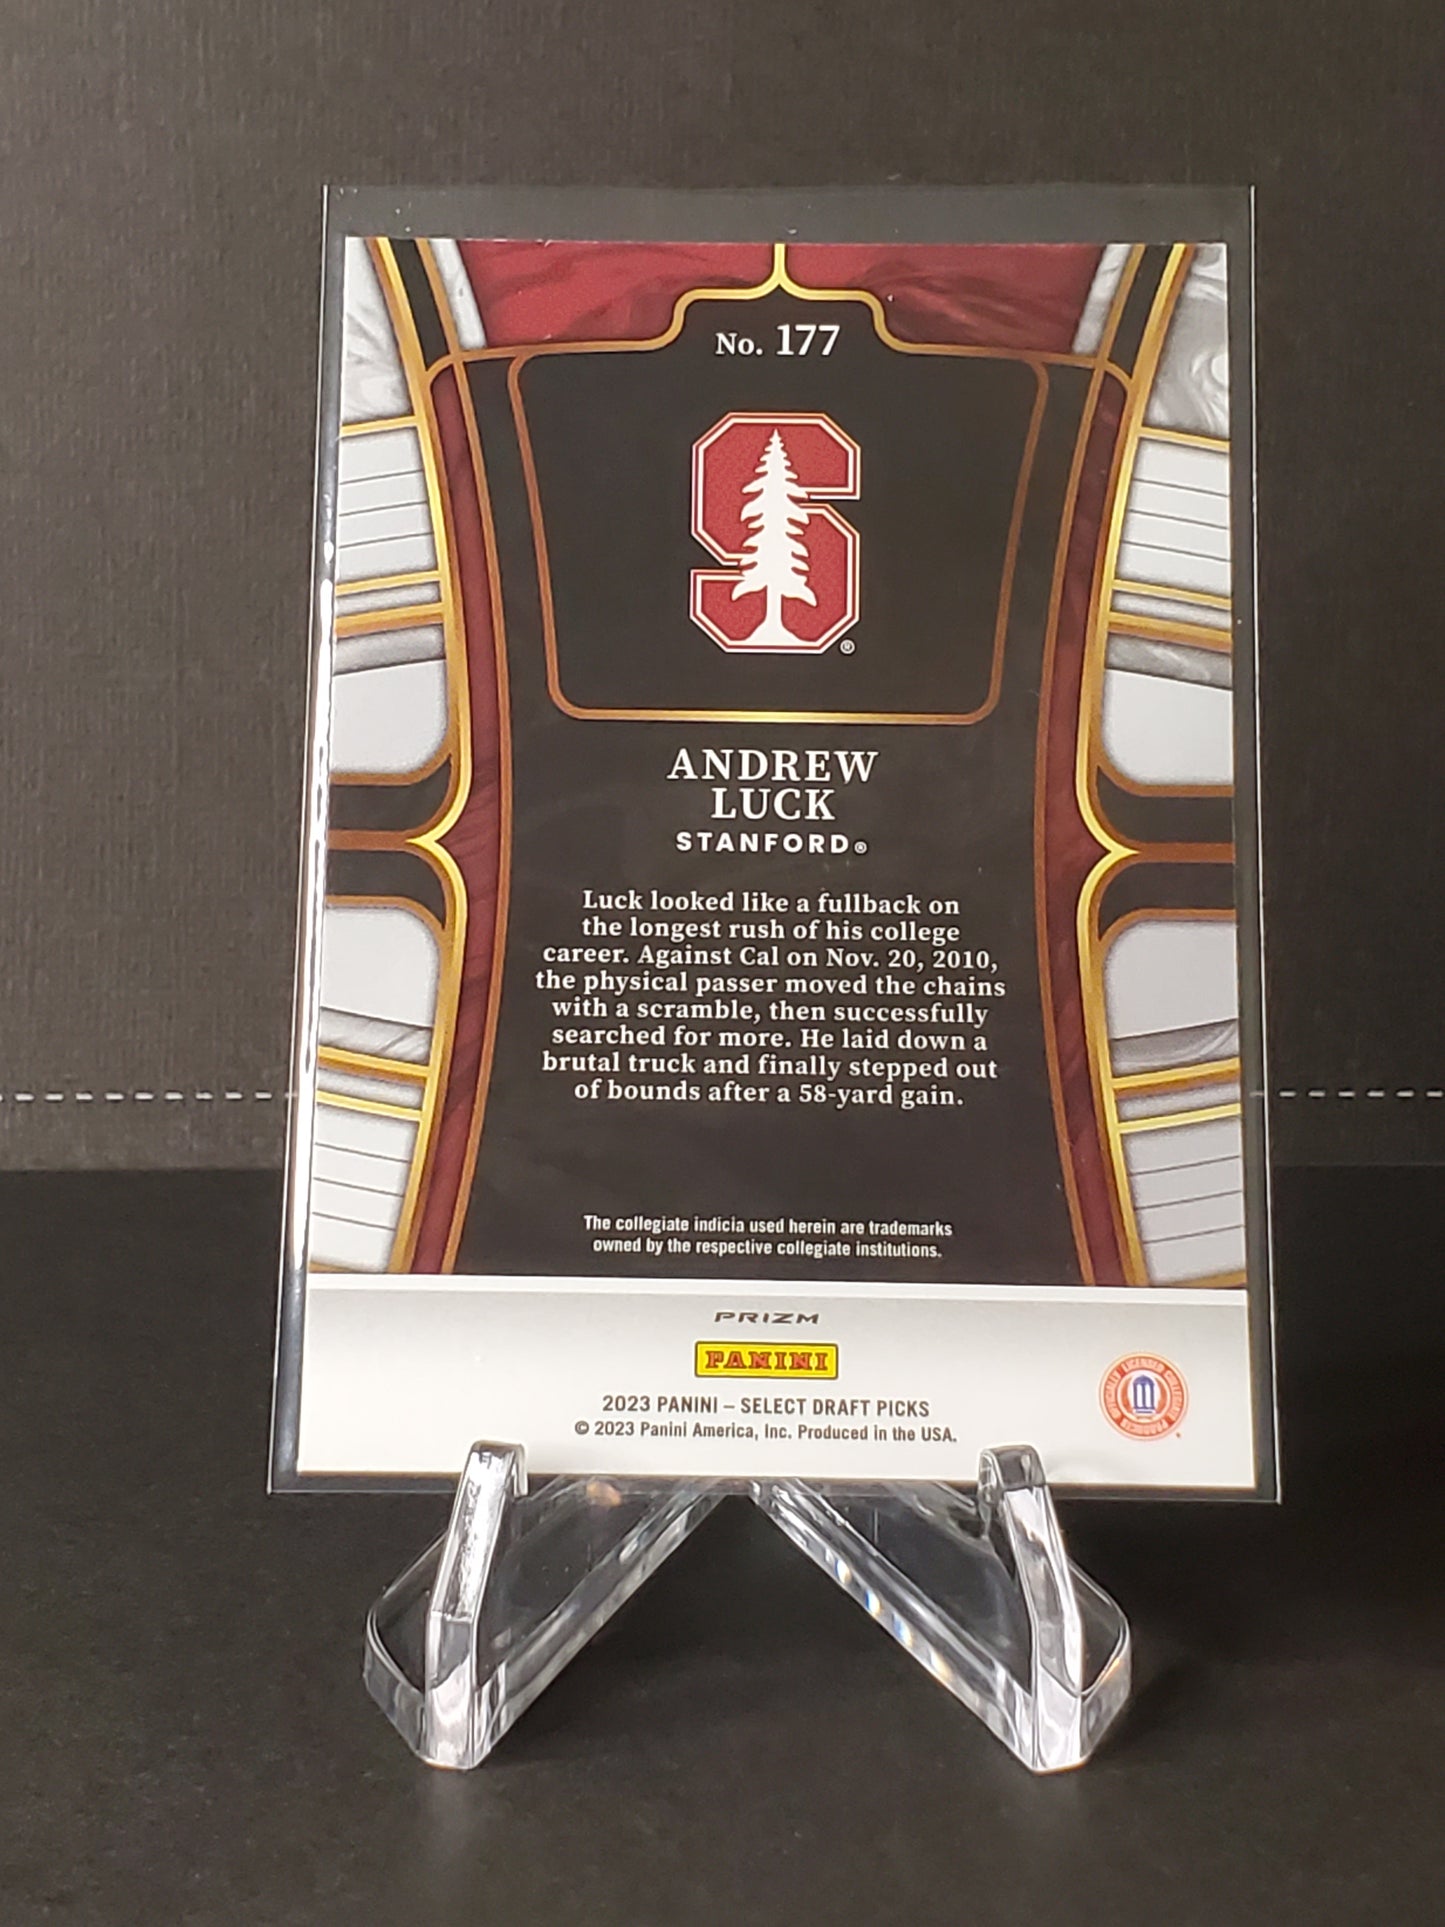 No. 177
®
ANDREW
LUCK
STANFORD®
Luck looked like a fullback on
the longest rush of his college
career. Against Cal on Nov. 20, 2010,
the physical passer moved the chains
with a scramble, then successfully
searched for more. He laid down a
brutal truck and finally stepped out
of bounds after a 58-yard gain.
The collegiate indicia used herein are trademarks
owned by the respective collegiate institutions.
PRIZM
PANINI
OFFICIALLY LICENSED COLLEGIATE PRODUCTS
2023 PANINI – SELECT DRAFT PICKS
© 2023 Panini America, Inc. Produced in the USA.